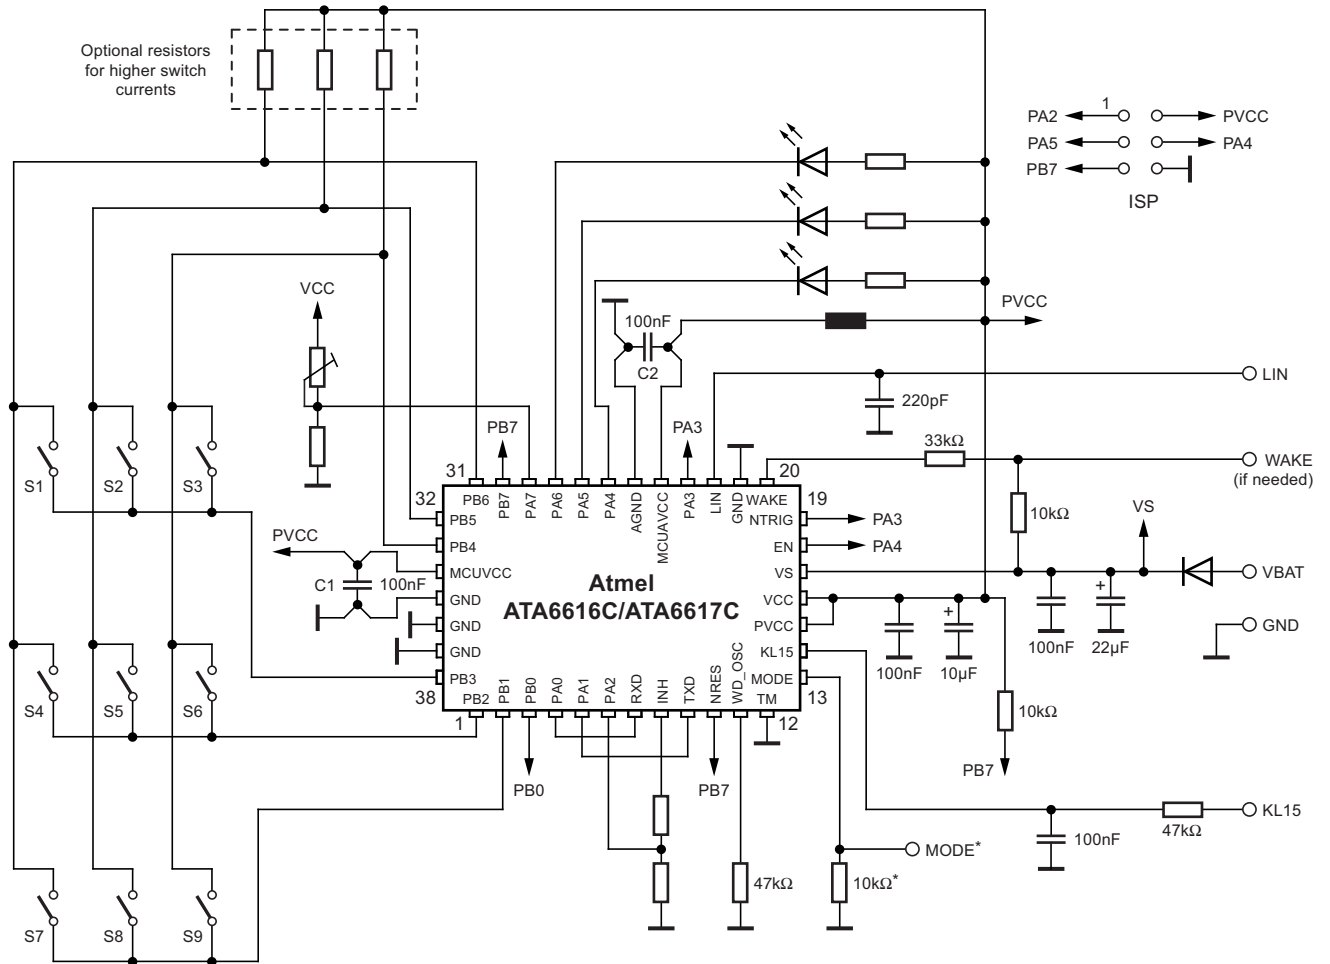 Optional resistors
for higher switch
currents
1
PA2
PVCC
PA5
PA4
PB7
ISP
VCC
PVCC
100nF
C2
LIN
220pF
PB7
PA3
33kΩ
WAKE
(if needed)
10kΩ
VS
S1
S2
S3
31
20
32
PB6
PB7
PA7
PA6
PA5
PA4
AGND
MCUAVCC
PA3
LIN
GND
WAKE
19
PB5
NTRIG
PA3
PVCC
PB4
EN
PA4
C1
100nF
MCUVCC
VS
VBAT
Atmel
ATA6616C/ATA6617C
GND
VCC
+
+
GND
PVCC
100nF
22µF
GND
GND
KL15
100nF
10µF
PB3
MODE
38
PB2
PB1
PB0
PA0
PA1
PA2
RXD
INH
TXD
NRES
WD_OSC
TM
13
1
12
S4
S5
S6
10kΩ
PB0
PB7
PB7
KL15
100nF
47kΩ
MODE*
47kΩ
10kΩ*
S7
S8
S9